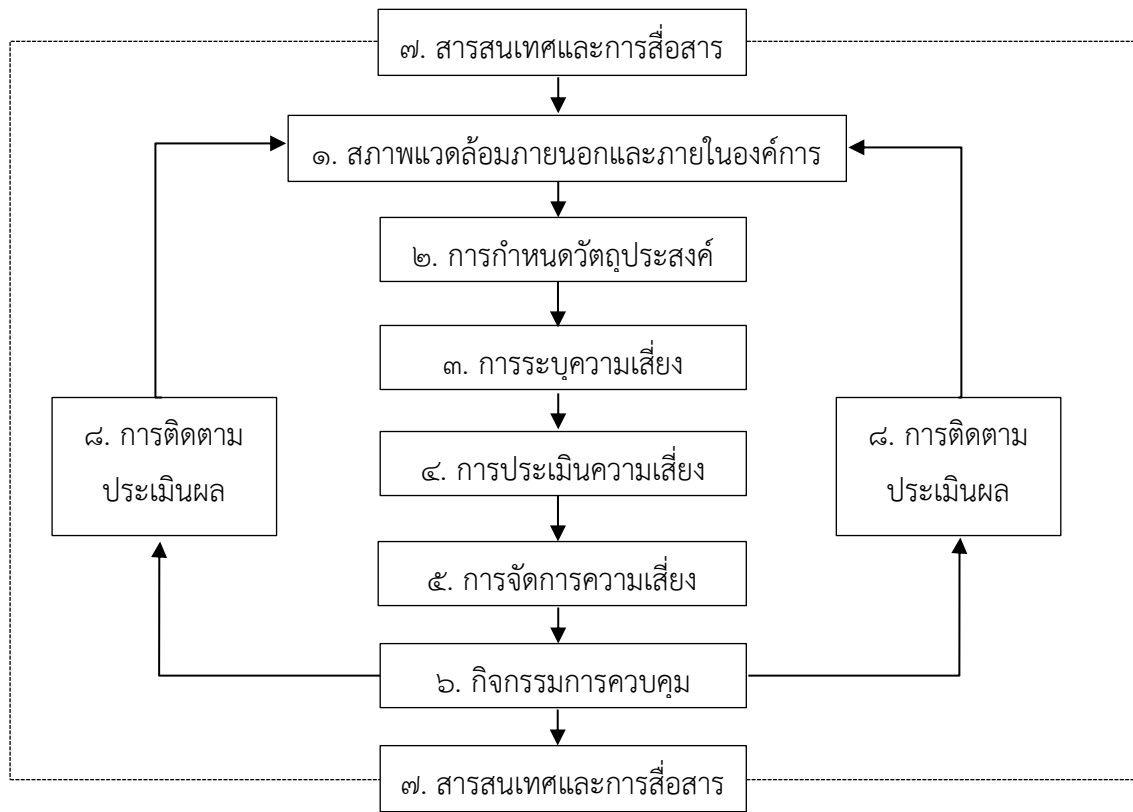 ๗. สารสนเทศและการสื่อสาร
๑. สภาพแวดล้อมภายนอกและภายในองค์การ
๒. การกำหนดวัตถุประสงค์
๓. การระบุความเสี่ยง
๘. การติดตาม
ประเมินผล
๔. การประเมินความเสี่ยง
๘. การติดตาม
ประเมินผล
๕. การจัดการความเสี่ยง
๖. กิจกรรมการควบคุม
๗. สารสนเทศและการสื่อสาร